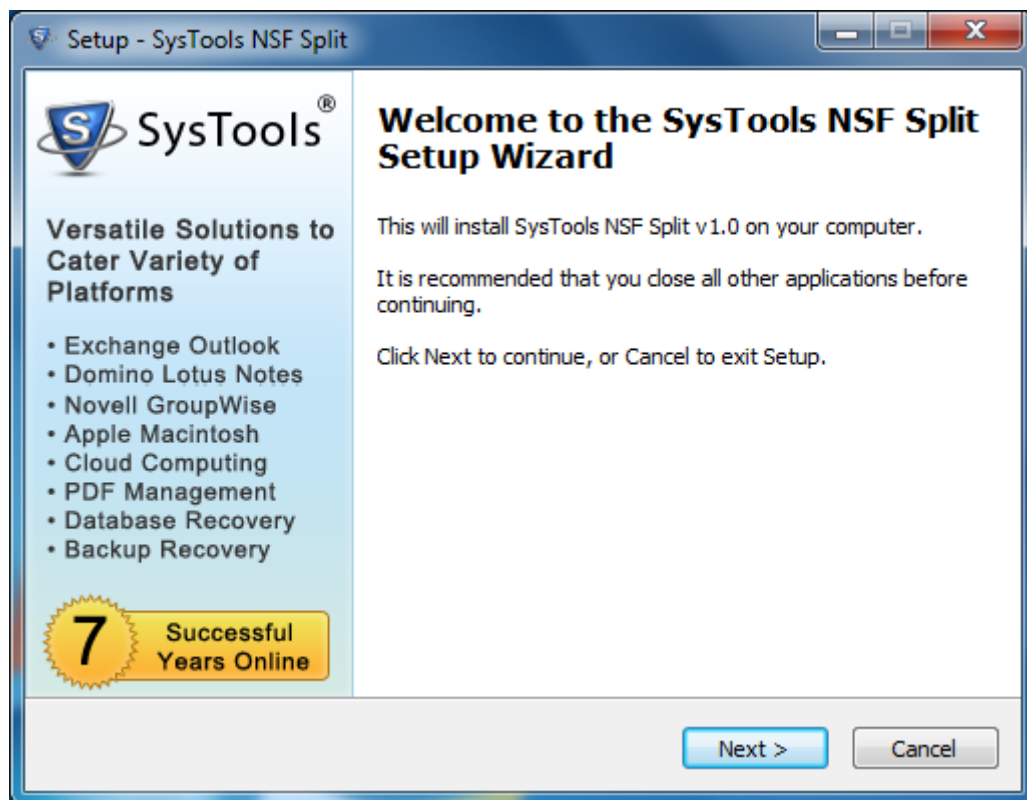 Setup - SysTools NSF Split
S SysTools®
Versatile Solutions to
Cater Variety of
Platforms
• Exchange Outlook
• Domino Lotus Notes
• Novell GroupWise
• Apple Macintosh
• Cloud Computing
• PDF Management
• Database Recovery
• Backup Recovery
7
Successful
Years Online
Welcome to the SysTools NSF Split
Setup Wizard
This will install SysTools NSF Split v1.0 on your computer.
It is recommended that you close all other applications before
continuing.
Click Next to continue, or Cancel to exit Setup.
Next >
Cancel